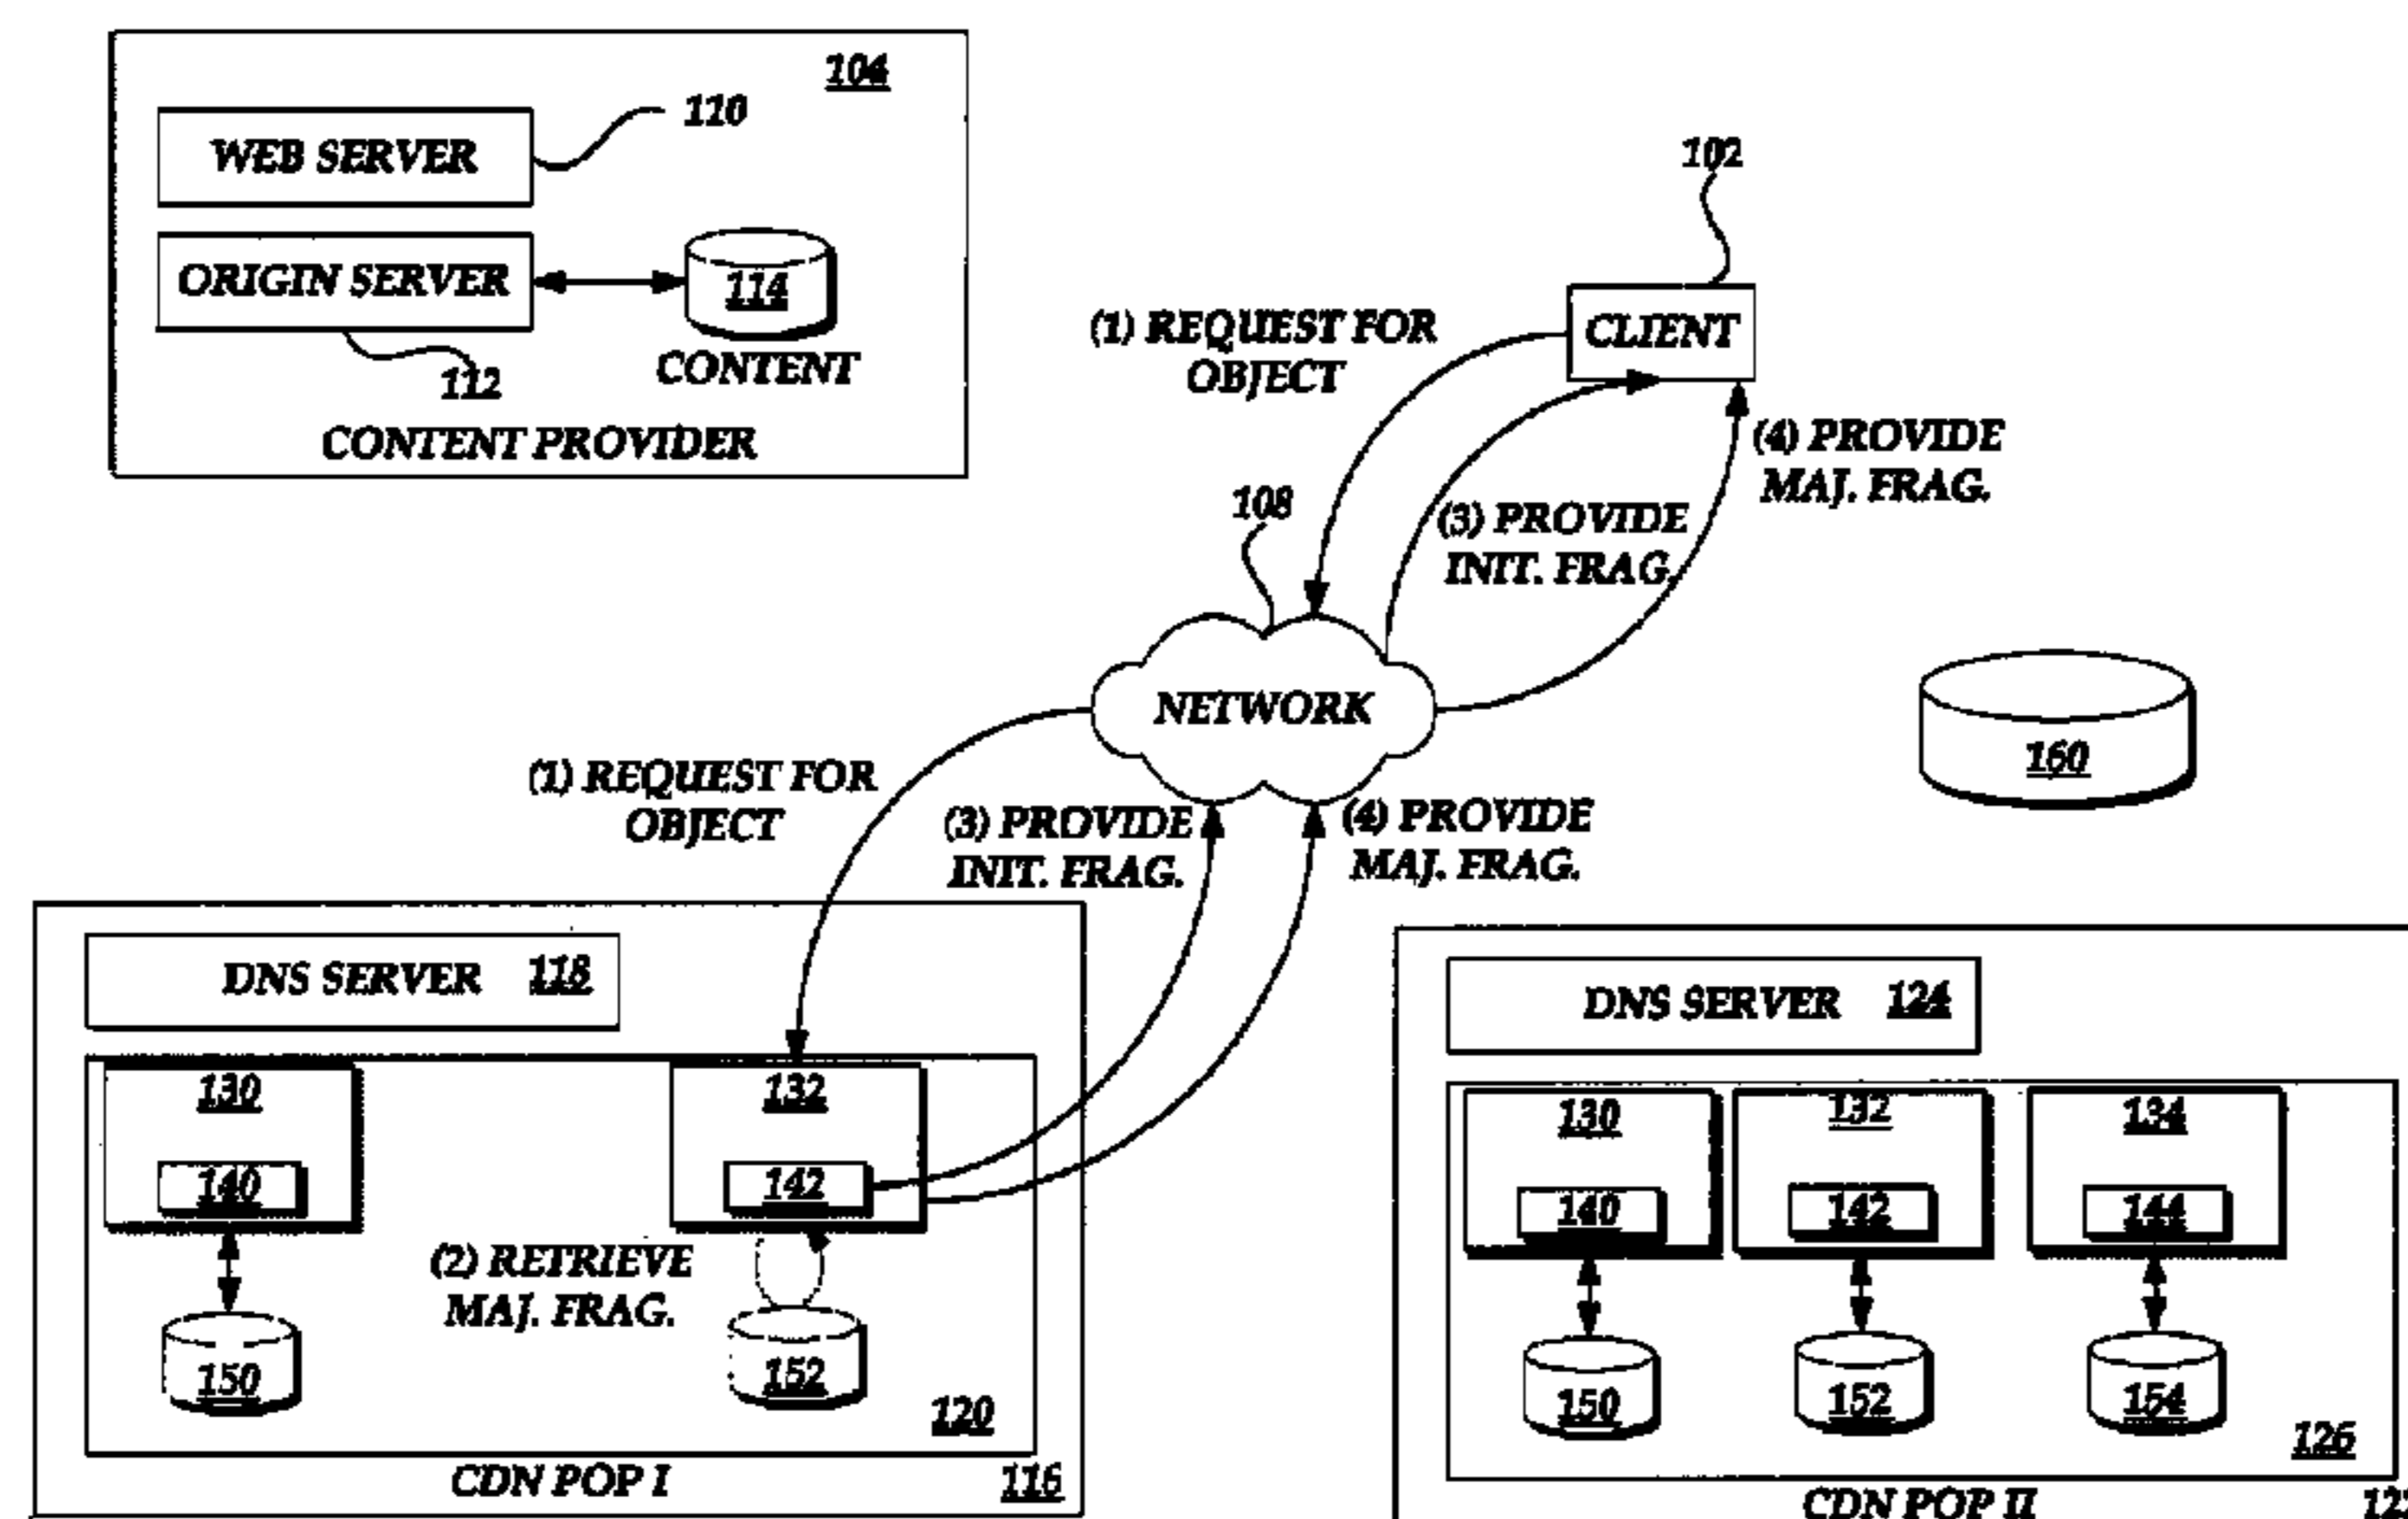 104
WEB SERVER
110
ORIGIN SERVER
114
112
CONTENT
CONTENT PROVIDER
102
CLIENT
(1) REQUEST FOR
OBJECT
(4) PROVIDE
MAJ. FRAG.
108
(3) PROVIDE
INIT. FRAG.
NETWORK
160
(1) REQUEST FOR
OBJECT
(3) PROVIDE
INIT. FRAG.
(4) PROVIDE
MAJ. FRAG.
DNS SERVER 118
130
132
140
142
(2) RETRIEVE
MAJ. FRAG.
150
152
120
CDN POP I
116
DNS SERVER 124
130
132
134
140
142
144
150
152
154
126
CDN POP II